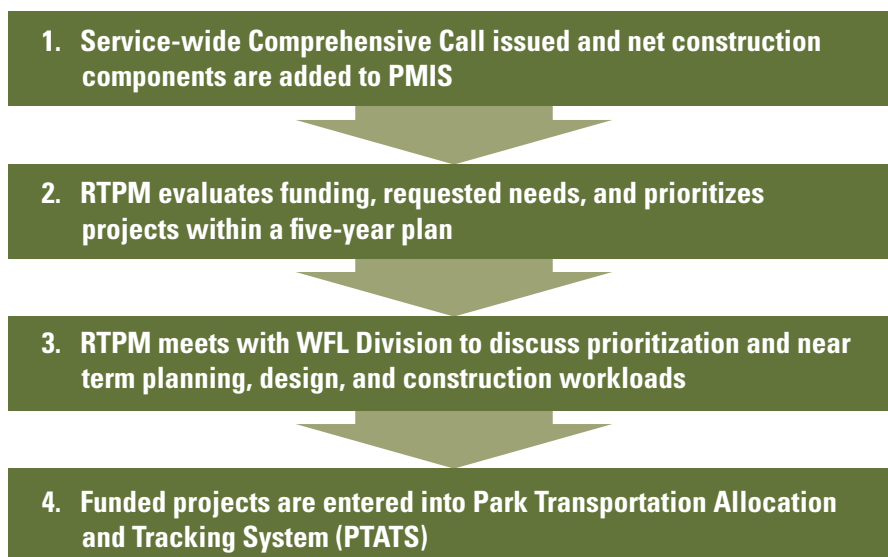 1. Service-wide Comprehensive Call issued and net construction
components are added to PMIS
2. RTPM evaluates funding, requested needs, and prioritizes
projects within a five-year plan
3. RTPM meets with WFL Division to discuss prioritization and near
term planning, design, and construction workloads
4. Funded projects are entered into Park Transportation Allocation
and Tracking System (PTATS)